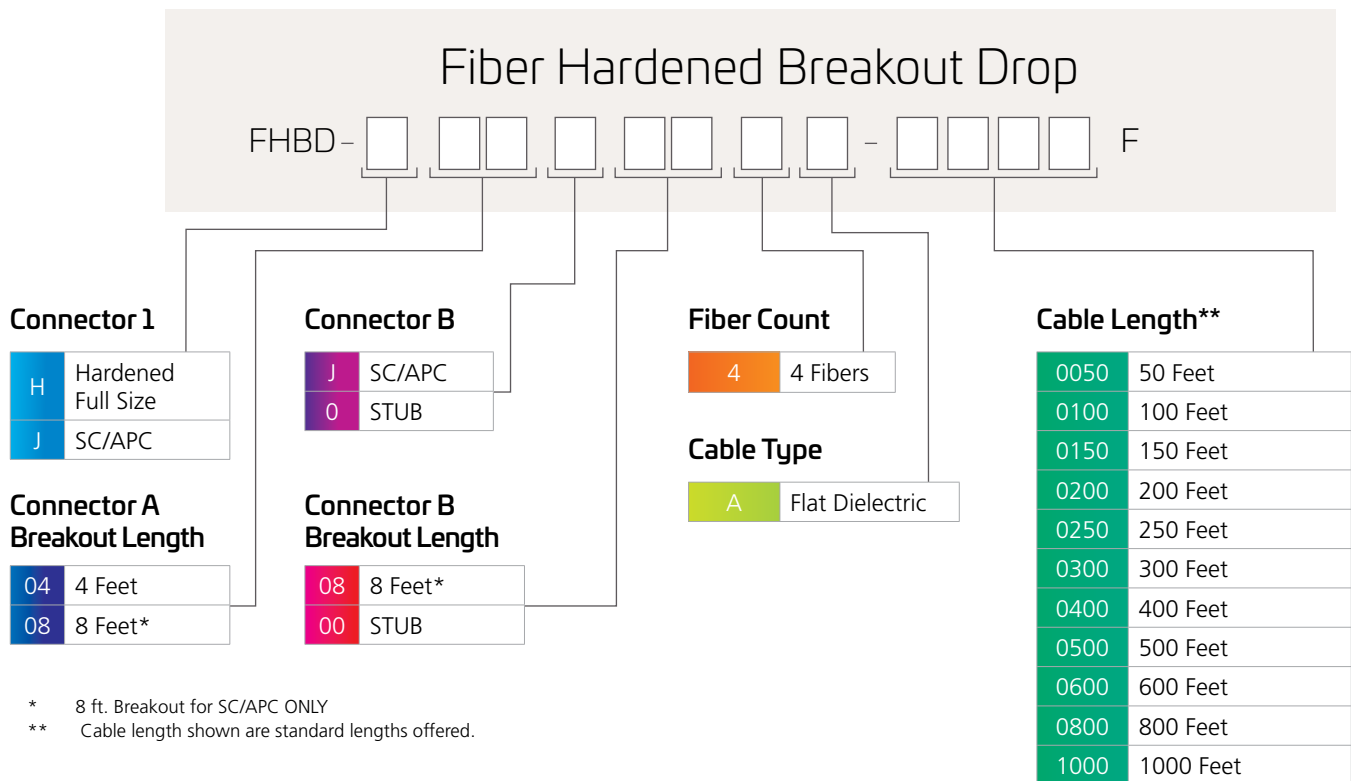 Fiber Hardened Breakout Drop
FHBD- - F
Connector 1
H Hardened
Full Size
J SC/APC
Connector A
Breakout Length
04 4 Feet
08 8 Feet*
Connector B
J SC/APC
0 STUB
Connector B
Breakout Length
08 8 Feet*
00 STUB
Fiber Count
4 4 Fibers
Cable Type
A Flat Dielectric
Cable Length**
0050 50 Feet
0100 100 Feet
0150 150 Feet
0200 200 Feet
0250 250 Feet
0300 300 Feet
0400 400 Feet
0500 500 Feet
0600 600 Feet
0800 800 Feet
1000 1000 Feet
* 8 ft. Breakout for SC/APC ONLY
** Cable length shown are standard lengths offered.